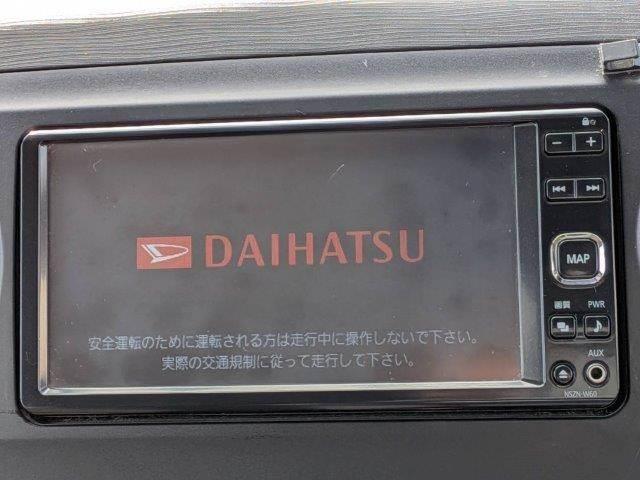 DAIHATSU
安全運転のために運転される方は走行中に操作しないで下さい。
実際の交通規制に従って走行して下さい。
− +
MAP
画質 PWR
AUX
NSZN-W60